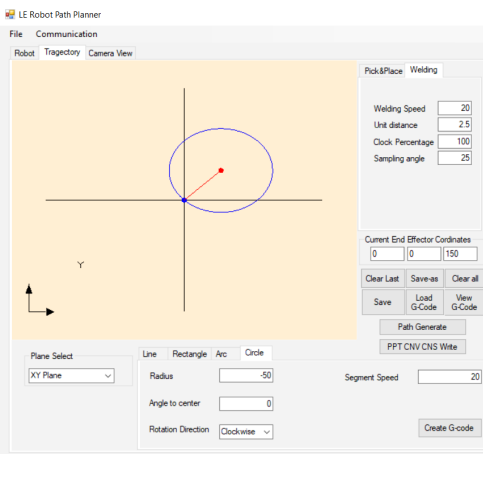 LE Robot Path Planner
File Communication
Robot Tragectory Camera View
Pick&Place Welding
Welding Speed 20
Unit distance 2.5
Clock Percentage 100
Sampling angle 25
Y
Current End Effector Cordinates
0 0 150
Clear Last Save-as Clear all
Save Load G-Code View G-Code
Path Generate
PPT CNV CNS Write
Plane Select
XY Plane
Line Rectangle Arc Circle
Radius -50
Angle to center 0
Rotation Direction Clockwise
Segment Speed 20
Create G-code